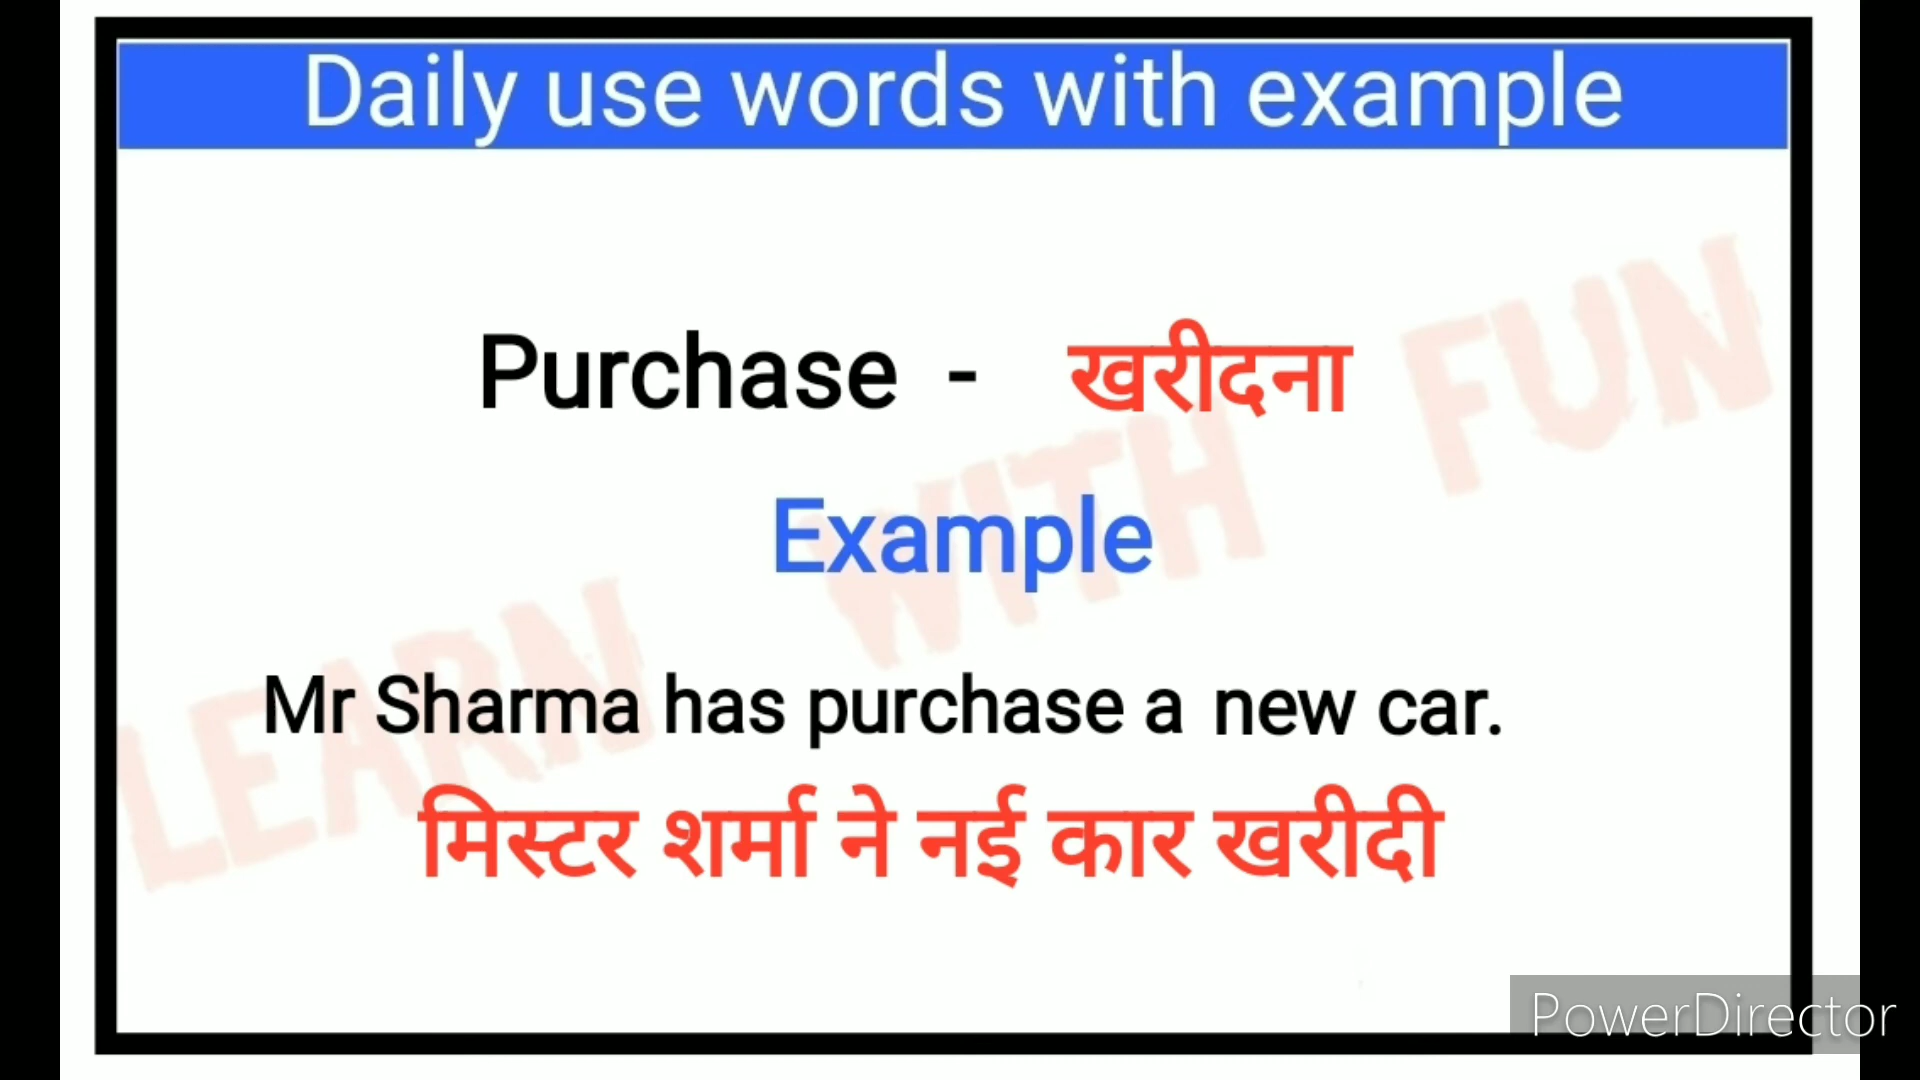 Daily use words with example
Purchase - खरीदना
Example
Mr Sharma has purchase a new car.
मिस्टर शर्मा ने नई कार खरीदी
LEARN WITH FUN
PowerDirector